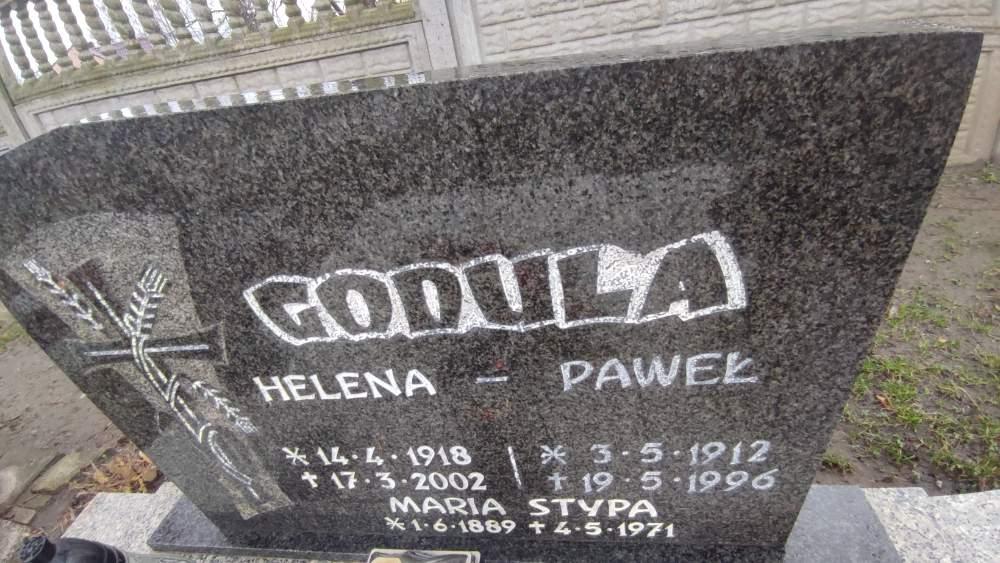 GODULA
HELENA – PAWEŁ
* 14·4·1918 | * 3·5·1912
† 17·3·2002 | † 19·5·1996
MARIA STYPA
* 1·6·1889 † 4·5·1971